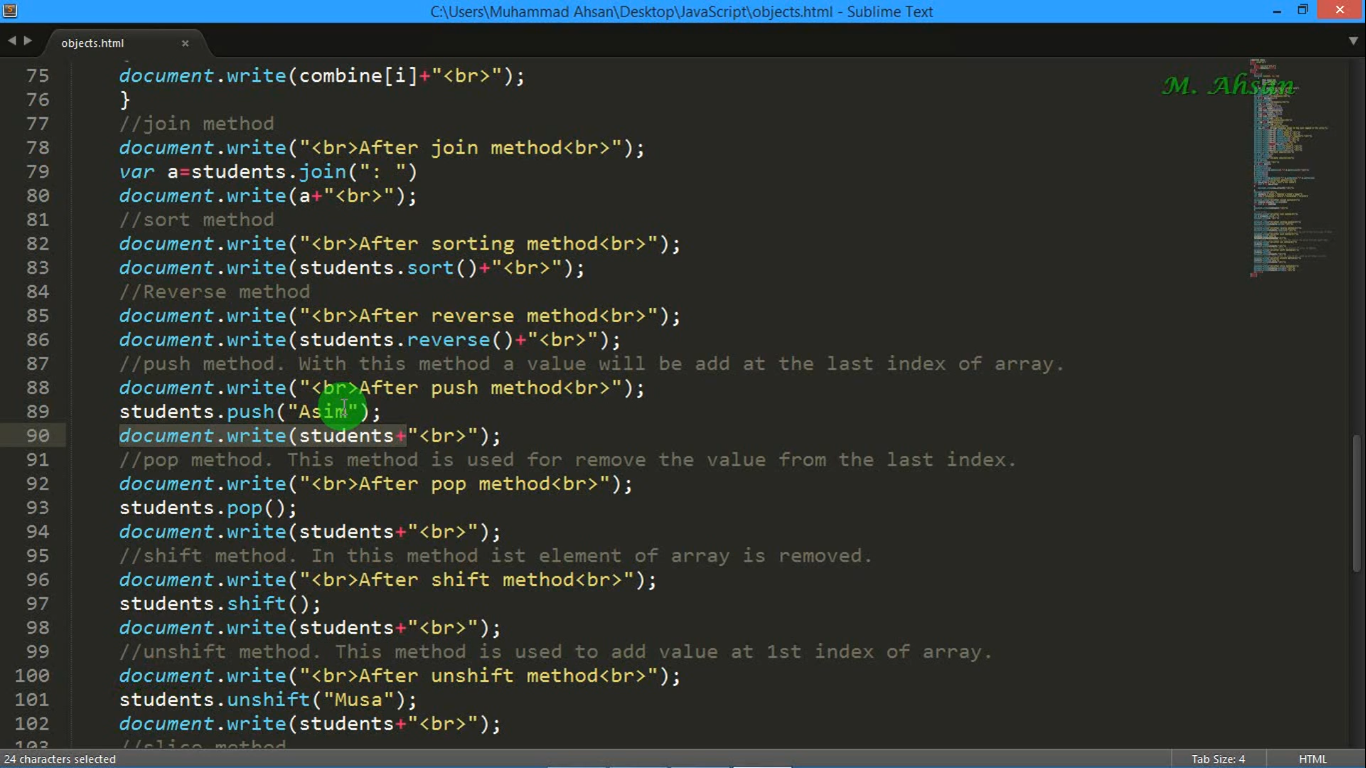 C:\Users\Muhammad Ahsan\Desktop\JavaScript\objects.html - Sublime Text
objects.html
M. Ahsan
75 document.write(combine[i]+"<br>");
76 }
77 //join method
78 document.write("<br>After join method<br>");
79 var a=students.join(": ")
80 document.write(a+"<br>");
81 //sort method
82 document.write("<br>After sorting method<br>");
83 document.write(students.sort()+"<br>");
84 //Reverse method
85 document.write("<br>After reverse method<br>");
86 document.write(students.reverse()+"<br>");
87 //push method. With this method a value will be add at the last index of array.
88 document.write("<br>After push method<br>");
89 students.push("Asim");
90 document.write(students+"<br>");
91 //pop method. This method is used for remove the value from the last index.
92 document.write("<br>After pop method<br>");
93 students.pop();
94 document.write(students+"<br>");
95 //shift method. In this method ist element of array is removed.
96 document.write("<br>After shift method<br>");
97 students.shift();
98 document.write(students+"<br>");
99 //unshift method. This method is used to add value at 1st index of array.
100 document.write("<br>After unshift method<br>");
101 students.unshift("Musa");
102 document.write(students+"<br>");
103 //slice method
24 characters selected
Tab Size: 4
HTML